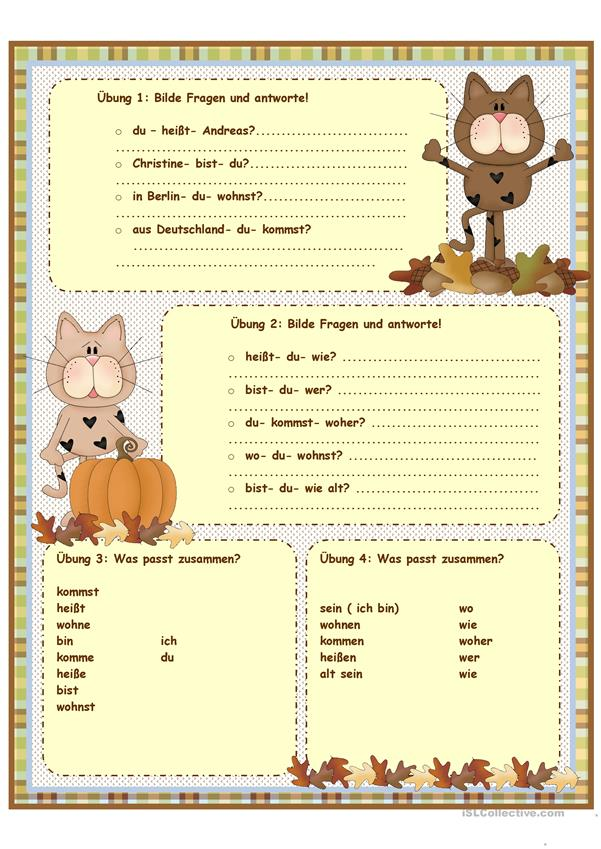 Übung 1: Bilde Fragen und antworte!
o du – heißt- Andreas?..............................
..........................................................
o Christine- bist- du?................................
..........................................................
o in Berlin- du- wohnst?.............................
..........................................................
o aus Deutschland- du- kommst?
......................................................
....................................................
Übung 2: Bilde Fragen und antworte!
o heißt- du- wie? .......................................
..............................................................
o bist- du- wer? ........................................
..............................................................
o du- kommst- woher? .................................
..............................................................
o wo- du- wohnst? ......................................
..............................................................
o bist- du- wie alt? ....................................
..............................................................
Übung 3: Was passt zusammen?
kommst
heißt
wohne
bin ich
komme du
heiße
bist
wohnst
Übung 4: Was passt zusammen?
sein ( ich bin) wo
wohnen wie
kommen woher
heißen wer
alt sein wie
iSLCollective.com